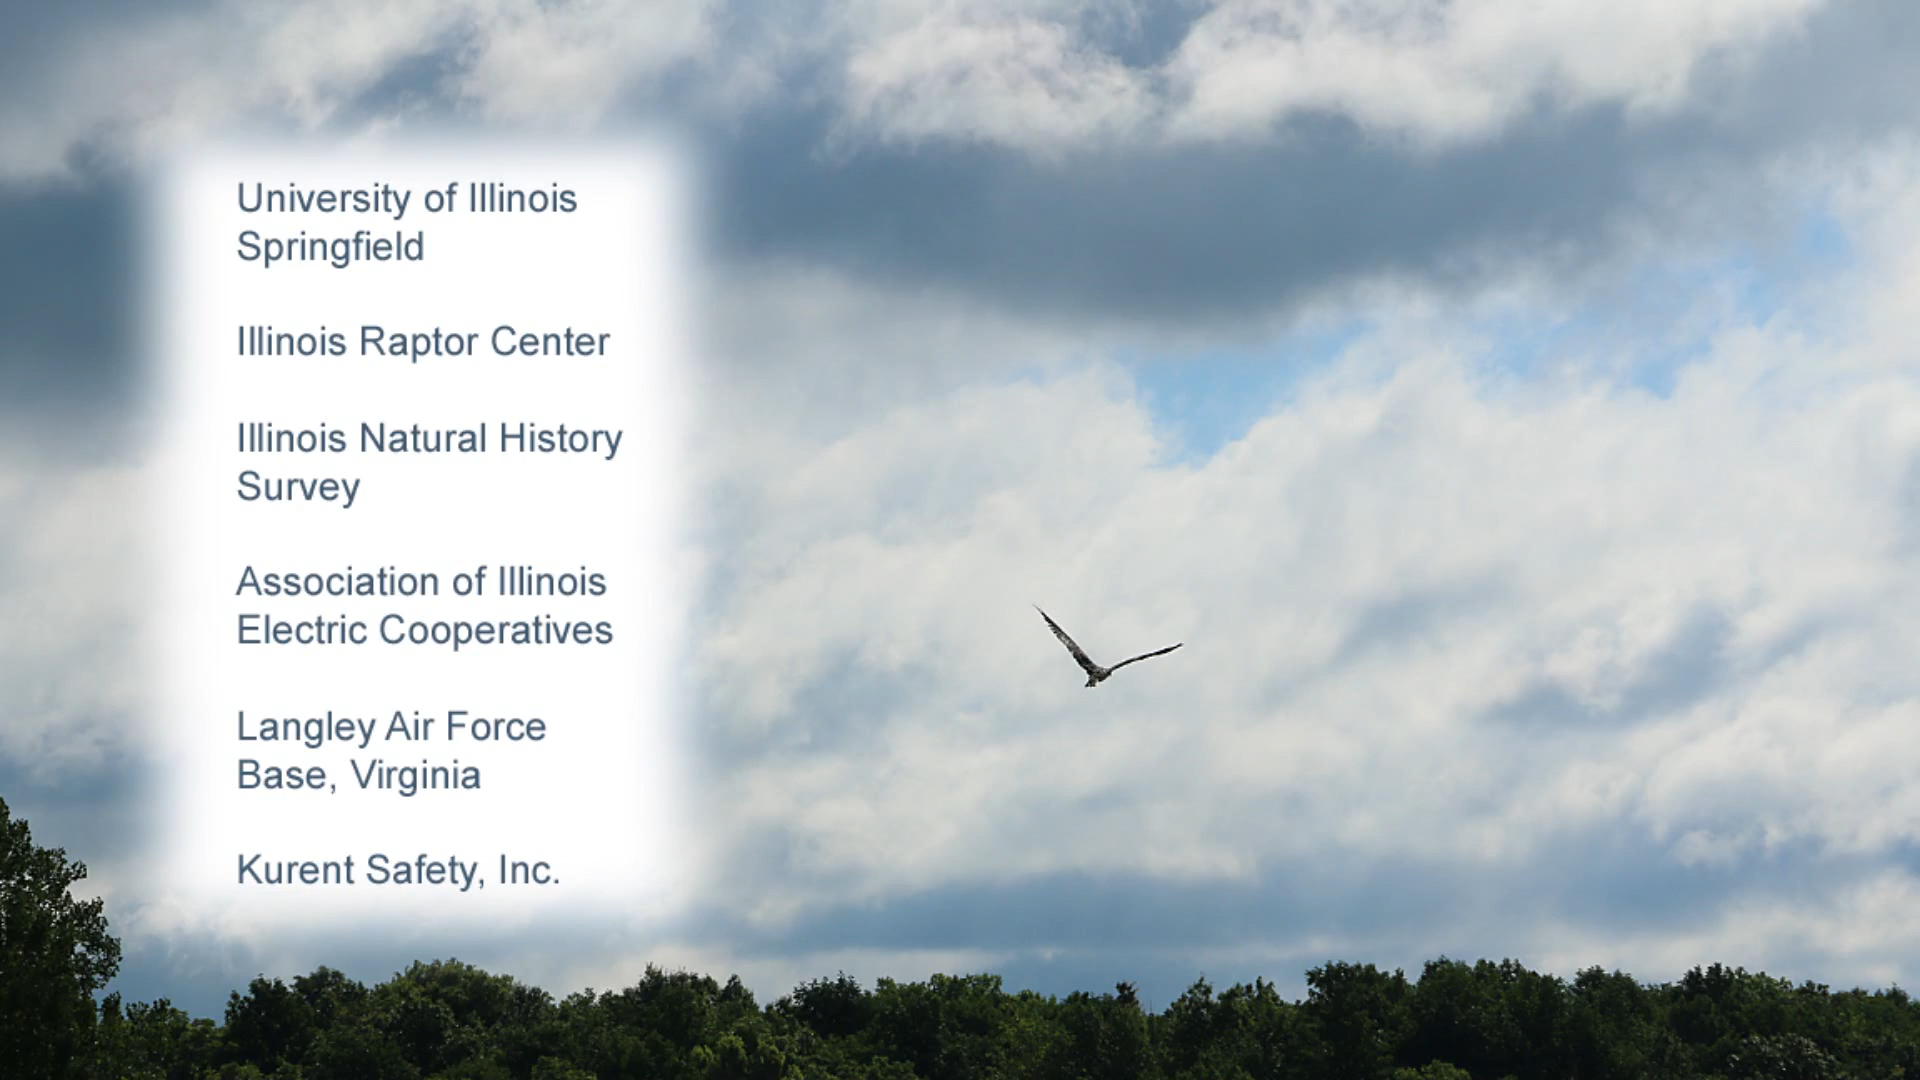 University of Illinois
Springfield
Illinois Raptor Center
Illinois Natural History
Survey
Association of Illinois
Electric Cooperatives
Langley Air Force
Base, Virginia
Kurent Safety, Inc.